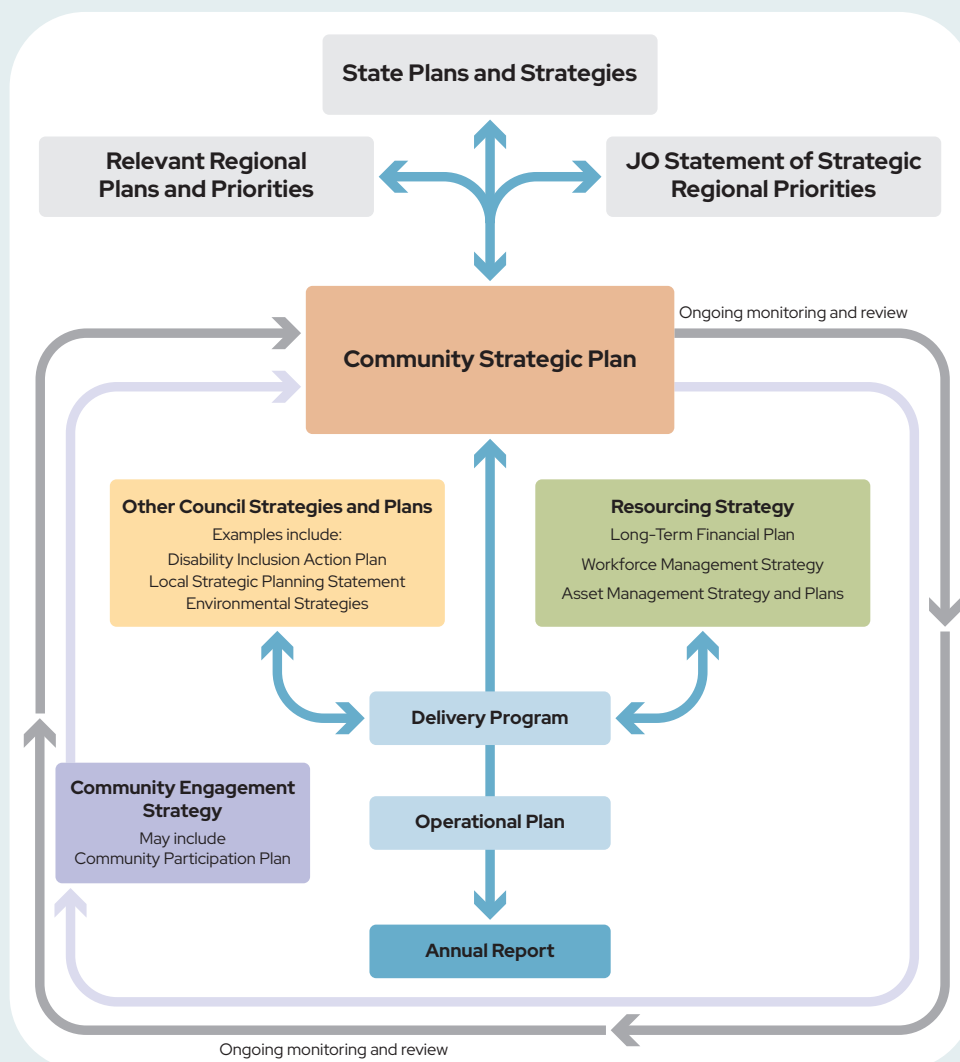 State Plans and Strategies
Relevant Regional
Plans and Priorities
JO Statement of Strategic
Regional Priorities
Ongoing monitoring and review
Community Strategic Plan
Other Council Strategies and Plans
Examples include:
Disability Inclusion Action Plan
Local Strategic Planning Statement
Environmental Strategies
Resourcing Strategy
Long-Term Financial Plan
Workforce Management Strategy
Asset Management Strategy and Plans
Delivery Program
Community Engagement
Strategy
May include
Community Participation Plan
Operational Plan
Annual Report
Ongoing monitoring and review